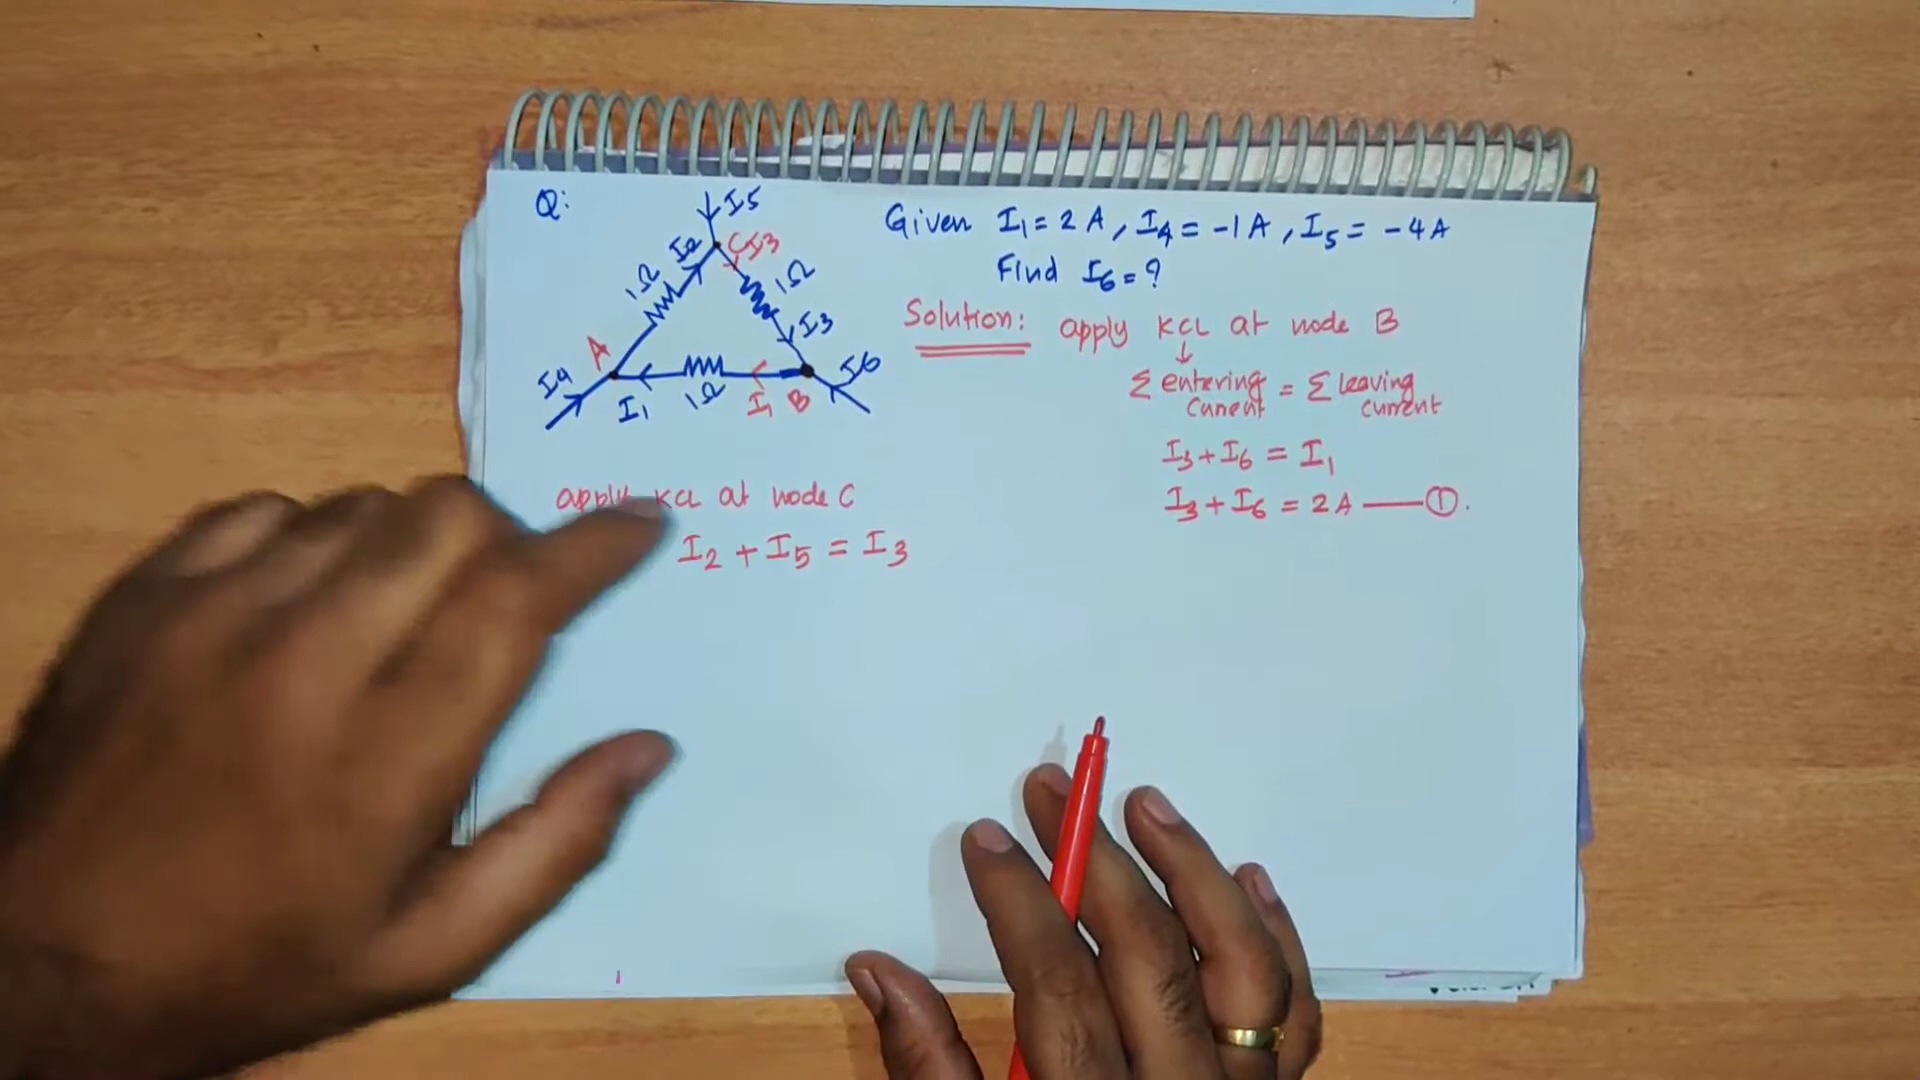 Q:
I5
I2
C I3
1Ω
1Ω
I3
A
I4
I1
1Ω
I1
B
I6
Given I1 = 2 A, I4 = -1 A, I5 = -4 A
Find I6 = ?
Solution: apply KCL at node B
Σ entering current = Σ leaving current
I3 + I6 = I1
I3 + I6 = 2 A —— ①.
apply KCL at node C
I2 + I5 = I3